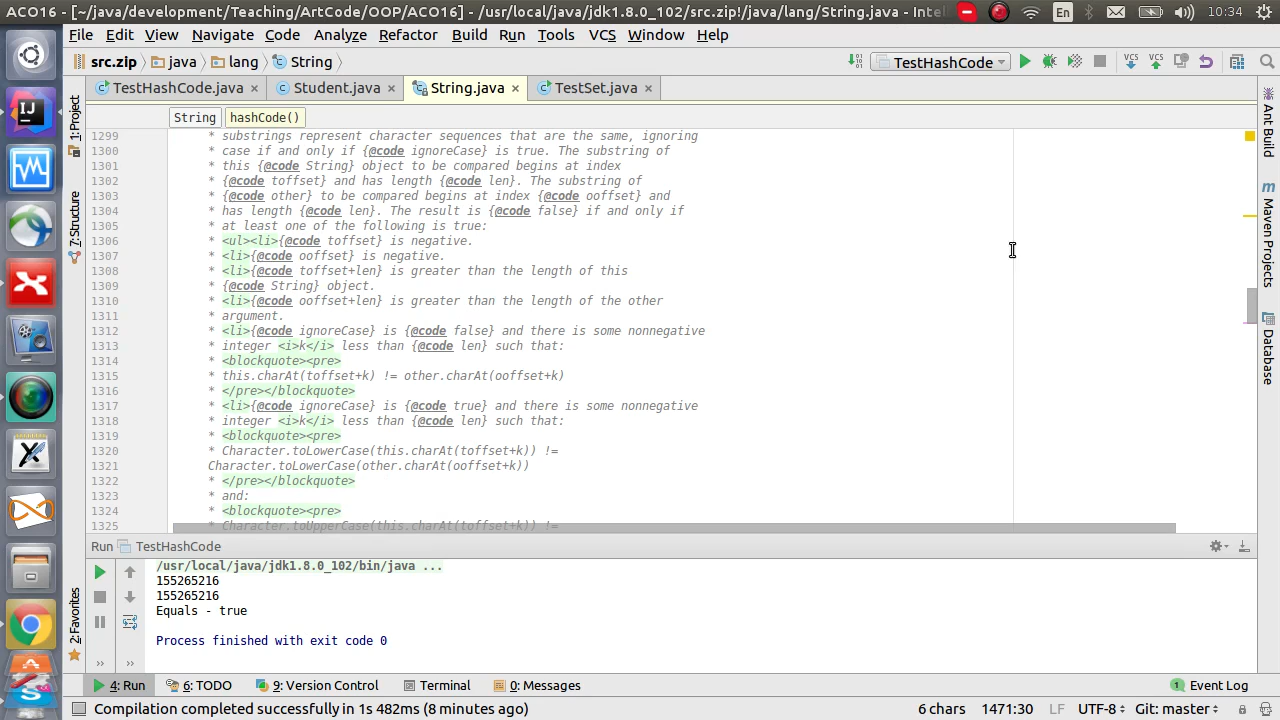 ACO16 - [~/java/development/Teaching/ArtCode/OOP/ACO16] - /usr/local/java/jdk1.8.0_102/src.zip!/java/lang/String.java - Intel
En
10:34
File Edit View Navigate Code Analyze Refactor Build Run Tools VCS Window Help
src.zip java lang String TestHashCode VCS VCS
TestHashCode.java × Student.java × String.java × TestSet.java ×
String hashCode()
1299 * substrings represent character sequences that are the same, ignoring
1300 * case if and only if {@code ignoreCase} is true. The substring of
1301 * this {@code String} object to be compared begins at index
1302 * {@code toffset} and has length {@code len}. The substring of
1303 * {@code other} to be compared begins at index {@code ooffset} and
1304 * has length {@code len}. The result is {@code false} if and only if
1305 * at least one of the following is true:
1306 * <ul><li>{@code toffset} is negative.
1307 * <li>{@code ooffset} is negative.
1308 * <li>{@code toffset+len} is greater than the length of this
1309 * {@code String} object.
1310 * <li>{@code ooffset+len} is greater than the length of the other
1311 * argument.
1312 * <li>{@code ignoreCase} is {@code false} and there is some nonnegative
1313 * integer <i>k</i> less than {@code len} such that:
1314 * <blockquote><pre>
1315 * this.charAt(toffset+k) != other.charAt(ooffset+k)
1316 * </pre></blockquote>
1317 * <li>{@code ignoreCase} is {@code true} and there is some nonnegative
1318 * integer <i>k</i> less than {@code len} such that:
1319 * <blockquote><pre>
1320 * Character.toLowerCase(this.charAt(toffset+k)) !=
1321 Character.toLowerCase(other.charAt(ooffset+k))
1322 * </pre></blockquote>
1323 * and:
1324 * <blockquote><pre>
1325 * Character.toUpperCase(this.charAt(toffset+k)) !=
1: Project
7: Structure
2: Favorites
Ant Build
Maven Projects
Database
Run TestHashCode
/usr/local/java/jdk1.8.0_102/bin/java ...
155265216
155265216
Equals - true
Process finished with exit code 0
4: Run 6: TODO 9: Version Control Terminal 0: Messages 1 Event Log
Compilation completed successfully in 1s 482ms (8 minutes ago) 6 chars 1471:30 LF UTF-8 Git: master